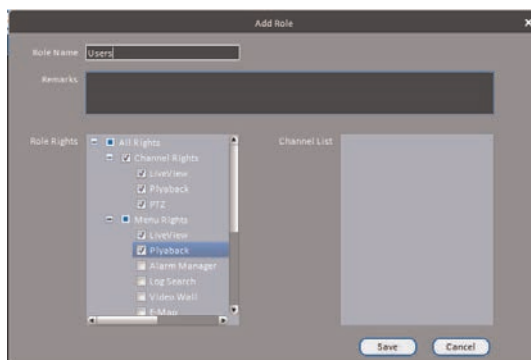 Add Role
Role Name Users
Remarks
Role Rights
All Rights
Channel Rights
LiveView
Plyaback
PTZ
Menu Rights
LiveView
Plyaback
Alarm Manager
Log Search
Video Wall
E-Map
Channel List
Save Cancel